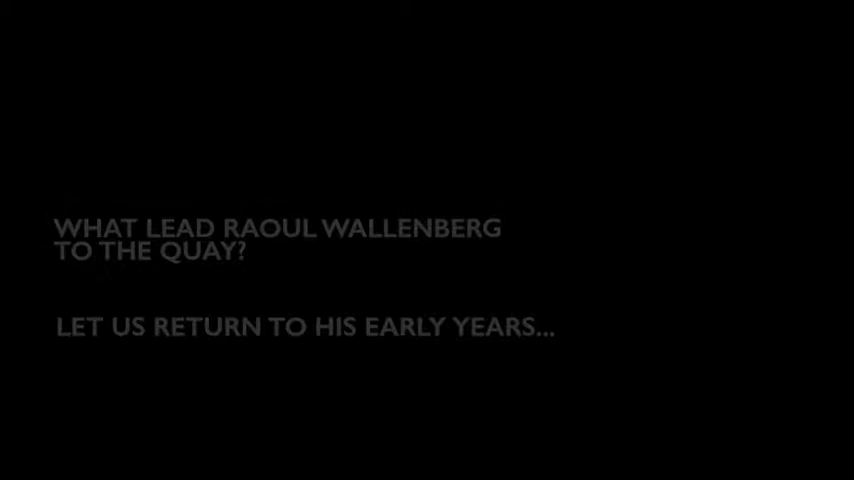 WHAT LEAD RAOUL WALLENBERG
TO THE QUAY?
LET US RETURN TO HIS EARLY YEARS...